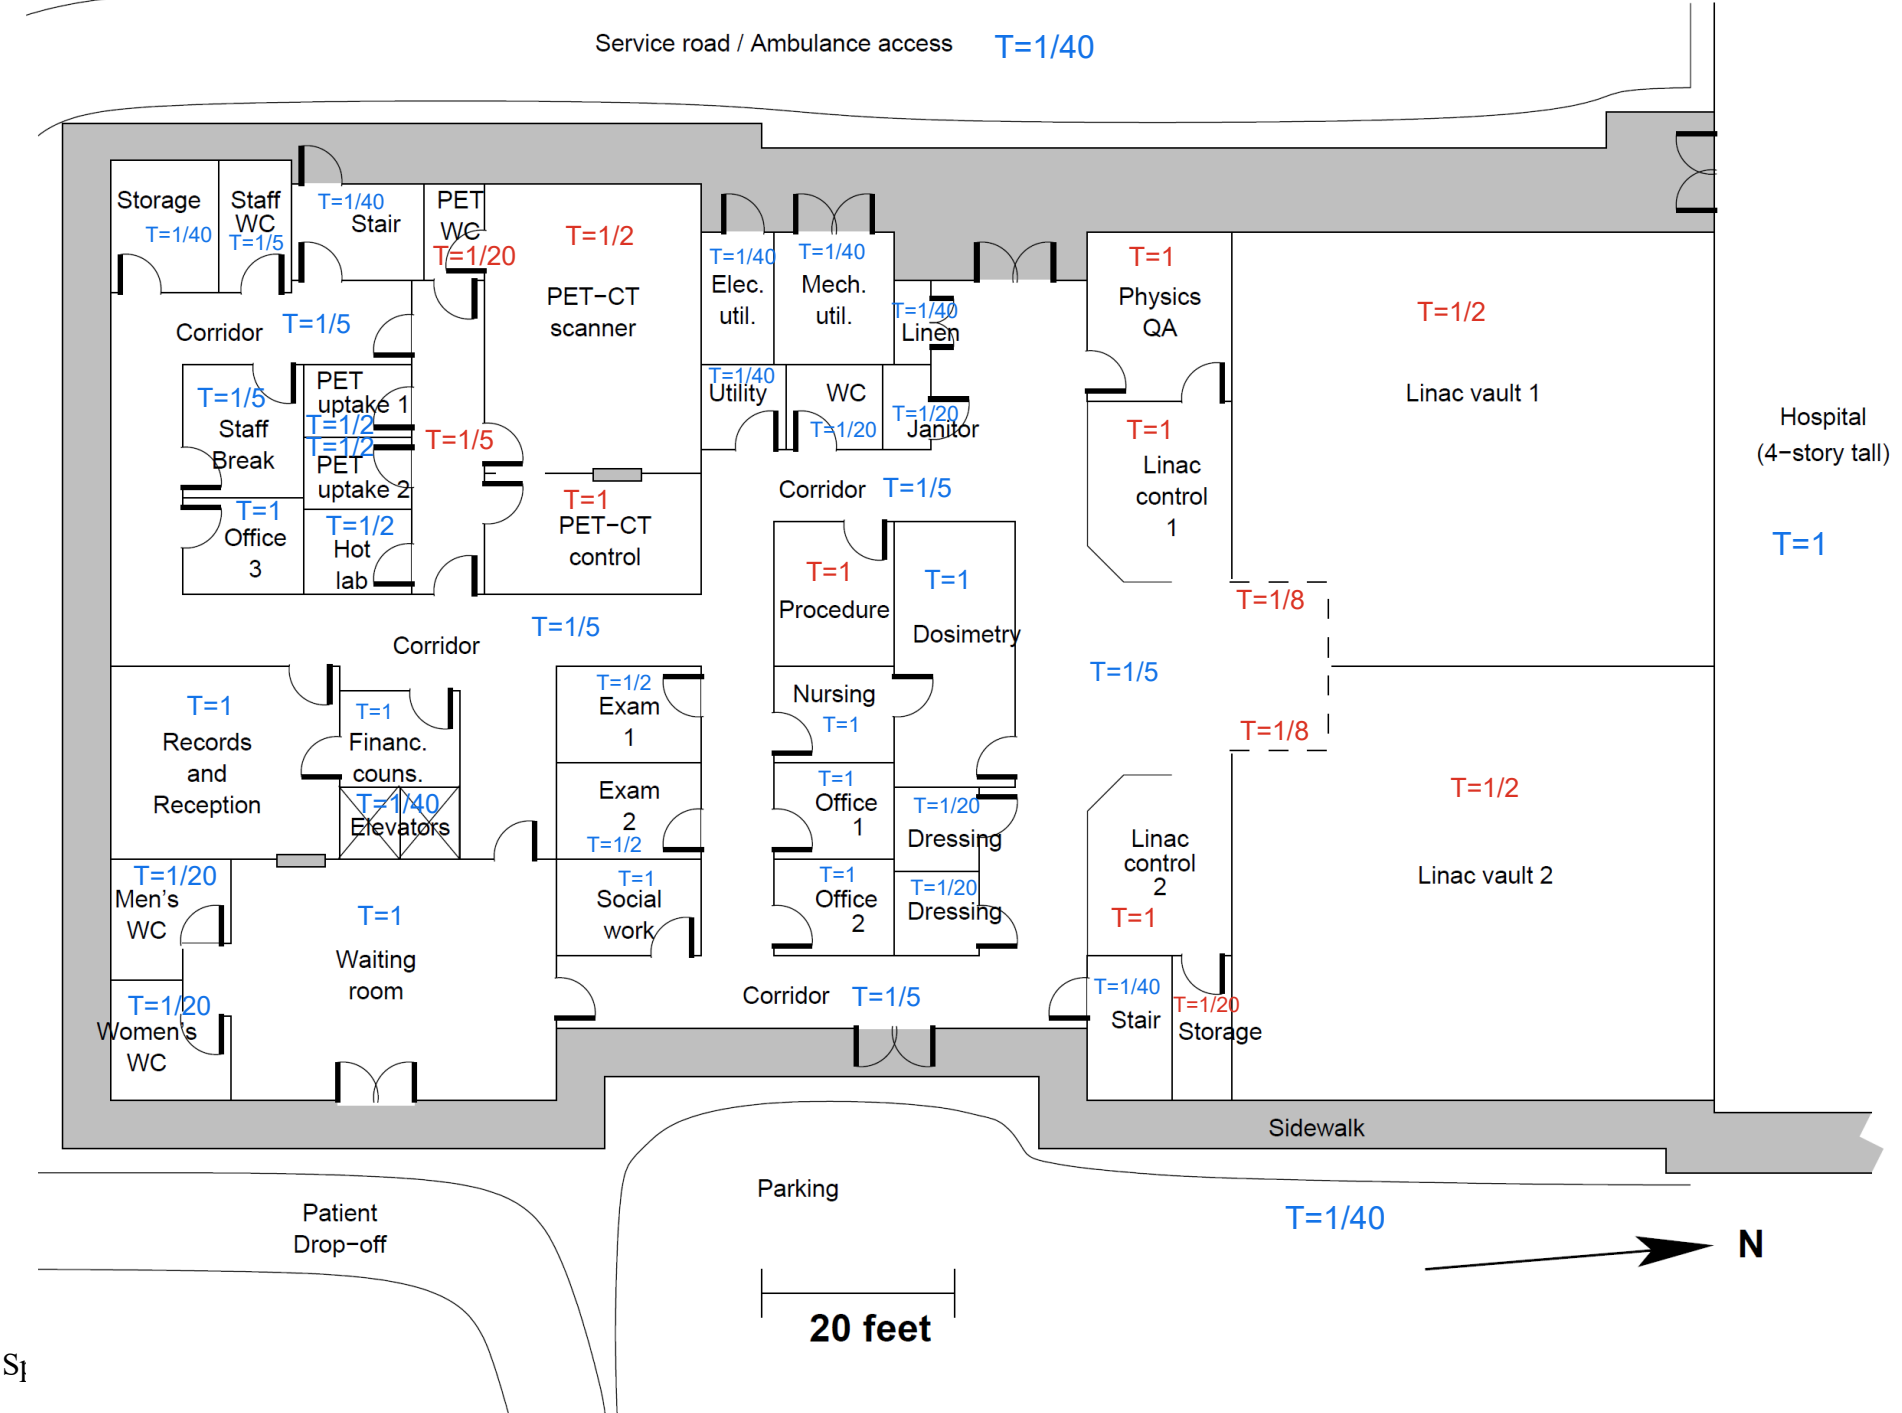 Service road / Ambulance access T=1/40
Storage
T=1/40
Staff
WC
T=1/5
T=1/40
Stair
PET
WC
T=1/20
T=1/2
PET−CT
scanner
T=1/40
Elec.
util.
T=1/40
Mech.
util.
T=1/40
Linen
T=1
Physics
QA
T=1/2
Linac vault 1
Hospital
(4−story tall)
T=1
Corridor T=1/5
T=1/5
Staff
Break
PET
uptake 1
T=1/2
T=1/2
PET
uptake 2
T=1/5
T=1/40
Utility
WC
T=1/20
T=1/20
Janitor
T=1
Linac
control
1
T=1
Office
3
T=1/2
Hot
lab
T=1
PET−CT
control
Corridor T=1/5
T=1
Procedure
T=1
Dosimetry
T=1/8
Corridor
T=1/5
T=1/5
T=1/8
T=1
Records
and
Reception
T=1
Financ.
couns.
T=1/40
Elevators
T=1/2
Exam
1
Exam
2
T=1/2
Nursing
T=1
T=1
Office
1
T=1/20
Dressing
T=1/2
Linac vault 2
Linac
control
2
T=1
T=1/20
Men's
WC
T=1
Waiting
room
T=1
Social
work
T=1
Office
2
T=1/20
Dressing
T=1/20
Women's
WC
Corridor T=1/5
T=1/40
Stair
T=1/20
Storage
Sidewalk
Parking
Patient
Drop−off
T=1/40
N
20 feet